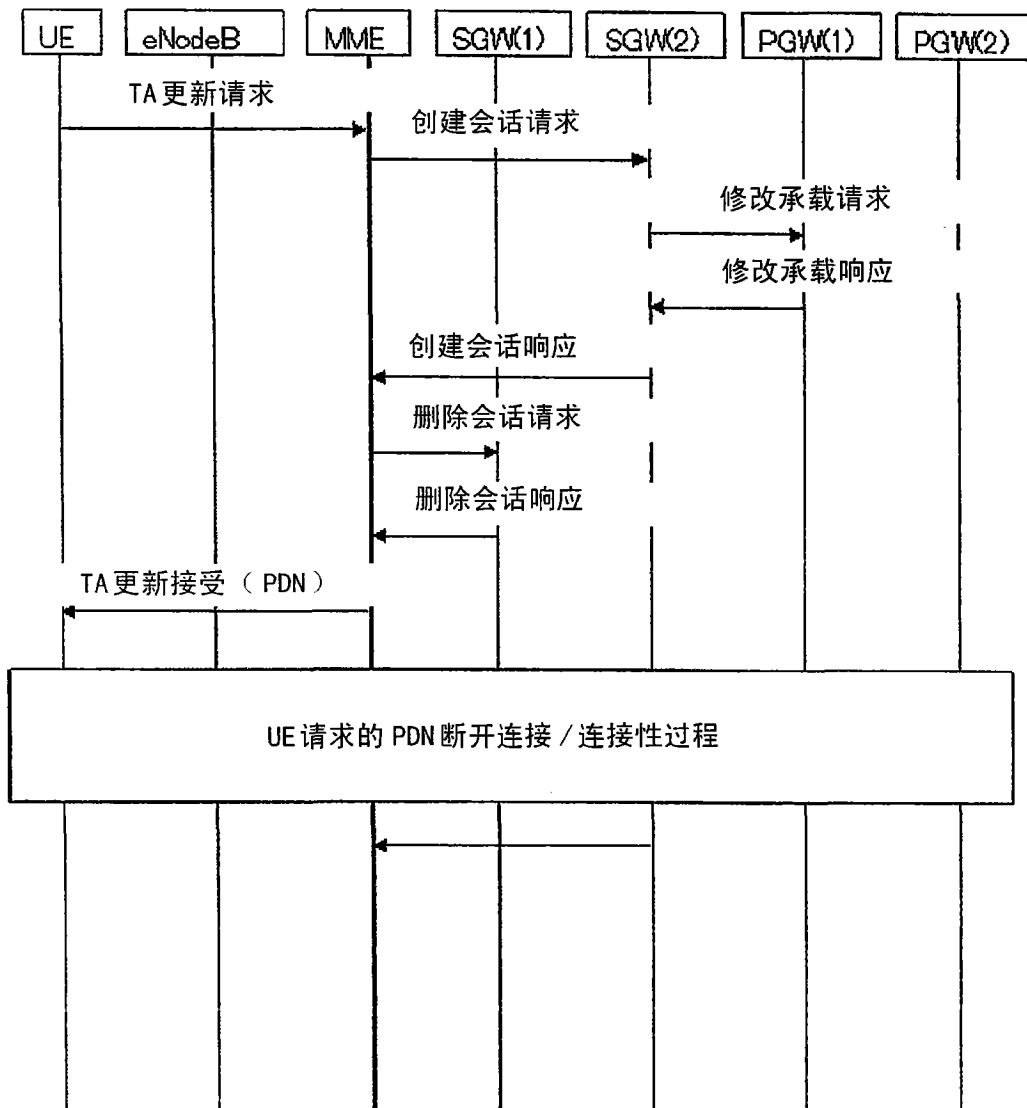 UE eNodeB MME SGW(1) SGW(2) PGW(1) PGW(2)
TA更新请求
创建会话请求
修改承载请求
修改承载响应
创建会话响应
删除会话请求
删除会话响应
TA更新接受（PDN）
UE请求的PDN断开连接/连接性过程